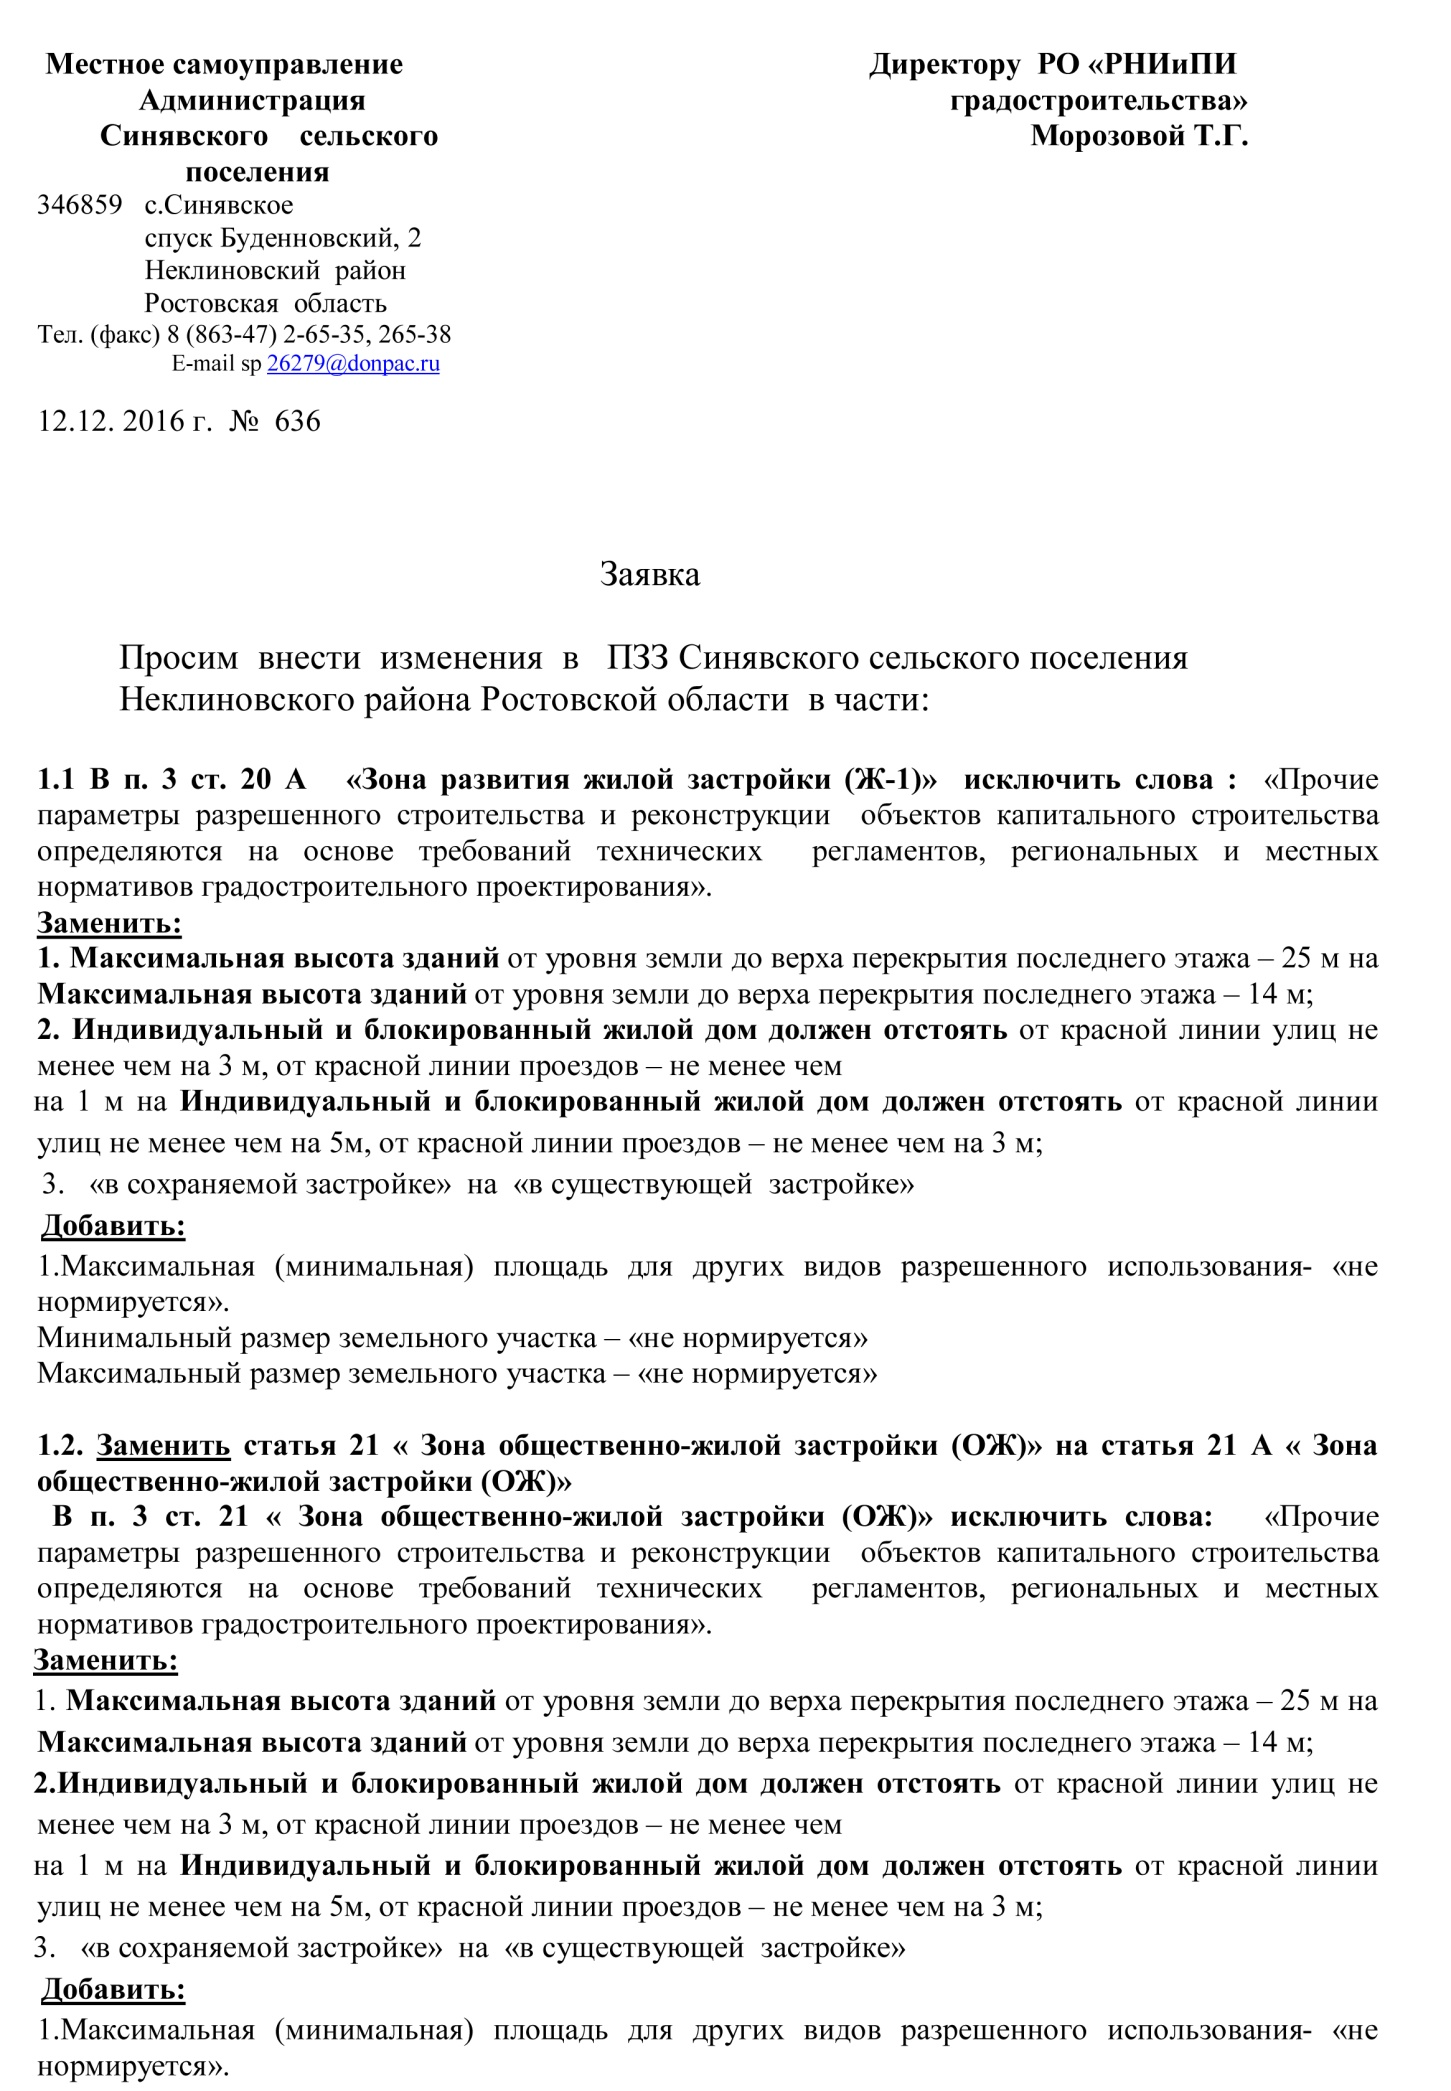 Местное самоуправление
Администрация
Синявского сельского
поселения
346859 с.Синявское
спуск Буденновский, 2
Неклиновский район
Ростовская область
Тел. (факс) 8 (863-47) 2-65-35, 265-38
E-mail sp 26279@donpac.ru
12.12. 2016 г. № 636
Директору РО «РНИиПИ
градостроительства»
Морозовой Т.Г.
Заявка
Просим внести изменения в ПЗЗ Синявского сельского поселения
Неклиновского района Ростовской области в части:
1.1 В п. 3 ст. 20 А «Зона развития жилой застройки (Ж-1)» исключить слова : «Прочие
параметры разрешенного строительства и реконструкции объектов капитального строительства
определяются на основе требований технических регламентов, региональных и местных
нормативов градостроительного проектирования».
Заменить:
1. Максимальная высота зданий от уровня земли до верха перекрытия последнего этажа – 25 м на
Максимальная высота зданий от уровня земли до верха перекрытия последнего этажа – 14 м;
2. Индивидуальный и блокированный жилой дом должен отстоять от красной линии улиц не
менее чем на 3 м, от красной линии проездов – не менее чем
на 1 м на Индивидуальный и блокированный жилой дом должен отстоять от красной линии
улиц не менее чем на 5м, от красной линии проездов – не менее чем на 3 м;
3. «в сохраняемой застройке» на «в существующей застройке»
Добавить:
1.Максимальная (минимальная) площадь для других видов разрешенного использования- «не
нормируется».
Минимальный размер земельного участка – «не нормируется»
Максимальный размер земельного участка – «не нормируется»
1.2. Заменить статья 21 « Зона общественно-жилой застройки (ОЖ)» на статья 21 А « Зона
общественно-жилой застройки (ОЖ)»
В п. 3 ст. 21 « Зона общественно-жилой застройки (ОЖ)» исключить слова: «Прочие
параметры разрешенного строительства и реконструкции объектов капитального строительства
определяются на основе требований технических регламентов, региональных и местных
нормативов градостроительного проектирования».
Заменить:
1. Максимальная высота зданий от уровня земли до верха перекрытия последнего этажа – 25 м на
Максимальная высота зданий от уровня земли до верха перекрытия последнего этажа – 14 м;
2.Индивидуальный и блокированный жилой дом должен отстоять от красной линии улиц не
менее чем на 3 м, от красной линии проездов – не менее чем
на 1 м на Индивидуальный и блокированный жилой дом должен отстоять от красной линии
улиц не менее чем на 5м, от красной линии проездов – не менее чем на 3 м;
3. «в сохраняемой застройке» на «в существующей застройке»
Добавить:
1.Максимальная (минимальная) площадь для других видов разрешенного использования- «не
нормируется».